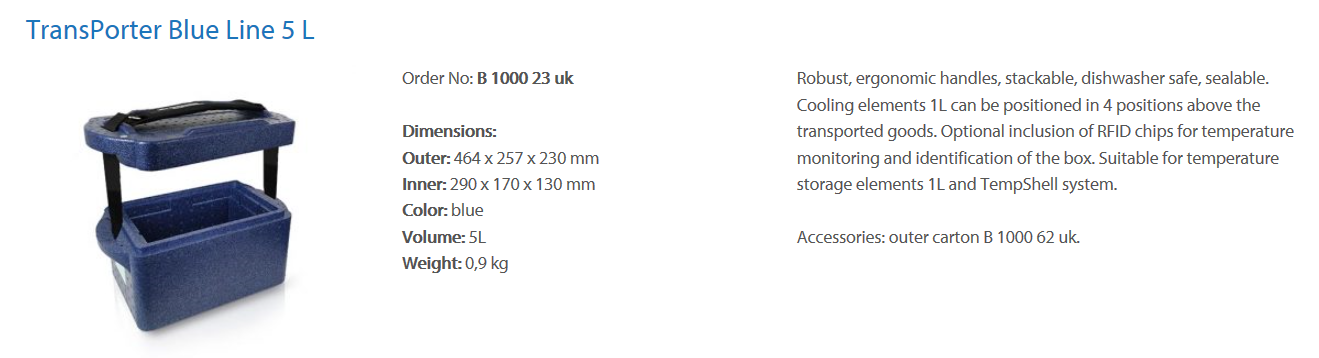 TransPorter Blue Line 5 L
Order No: B 1000 23 uk
Dimensions:
Outer: 464 x 257 x 230 mm
Inner: 290 x 170 x 130 mm
Color: blue
Volume: 5L
Weight: 0,9 kg
Robust, ergonomic handles, stackable, dishwasher safe, sealable.
Cooling elements 1L can be positioned in 4 positions above the
transported goods. Optional inclusion of RFID chips for temperature
monitoring and identification of the box. Suitable for temperature
storage elements 1L and TempShell system.
Accessories: outer carton B 1000 62 uk.